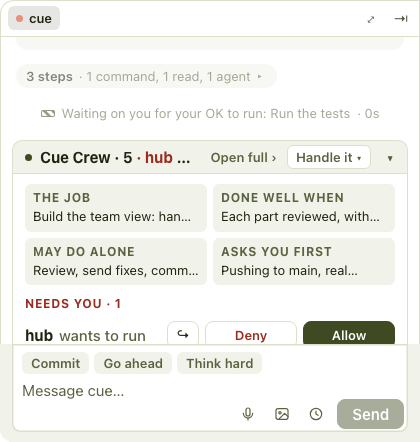 cue
3 steps · 1 command, 1 read, 1 agent ▸
Waiting on you for your OK to run: Run the tests · 0s
Cue Crew · 5 · hub ... Open full › Handle it ▾
THE JOB
Build the team view: han...
DONE WELL WHEN
Each part reviewed, with...
MAY DO ALONE
Review, send fixes, comm...
ASKS YOU FIRST
Pushing to main, real...
NEEDS YOU · 1
hub wants to run Deny Allow
Commit Go ahead Think hard
Message cue...
Send